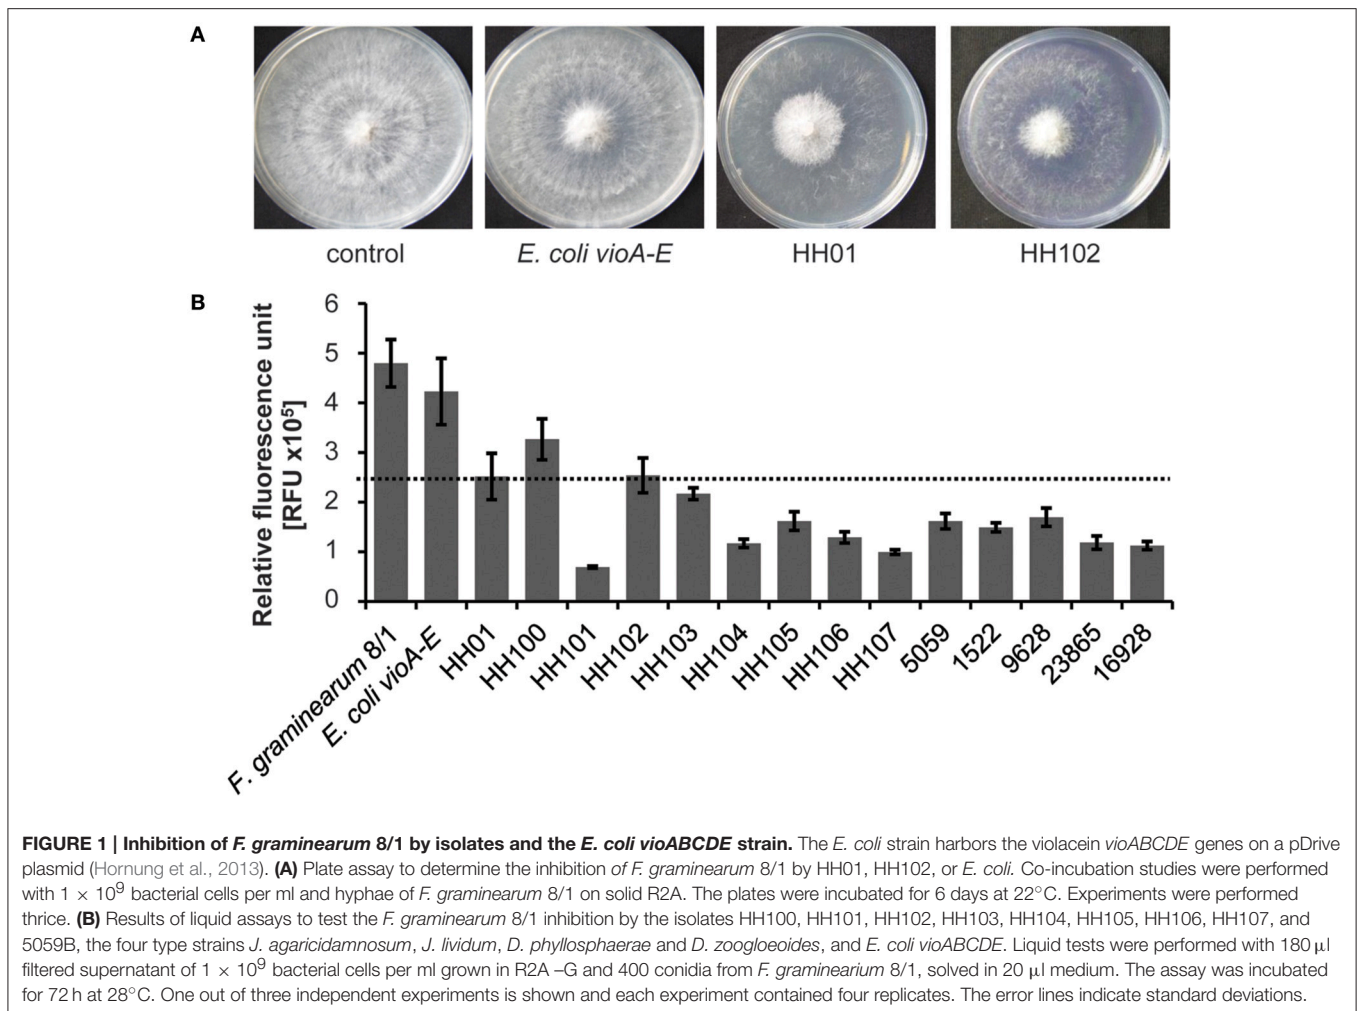 A
control
E. coli vioA-E
HH01
HH102
B
Relative fluorescence unit
[RFU x10⁵]
6
5
4
3
2
1
0
F. graminearum 8/1
E. coli vioA-E
HH01
HH100
HH101
HH102
HH103
HH104
HH105
HH106
HH107
5059
1522
9628
23865
16928
FIGURE 1 | Inhibition of F. graminearum 8/1 by isolates and the E. coli vioABCDE strain. The E. coli strain harbors the violacein vioABCDE genes on a pDrive
plasmid (Hornung et al., 2013). (A) Plate assay to determine the inhibition of F. graminearum 8/1 by HH01, HH102, or E. coli. Co-incubation studies were performed
with 1 × 10⁹ bacterial cells per ml and hyphae of F. graminearum 8/1 on solid R2A. The plates were incubated for 6 days at 22°C. Experiments were performed
thrice. (B) Results of liquid assays to test the F. graminearum 8/1 inhibition by the isolates HH100, HH101, HH102, HH103, HH104, HH105, HH106, HH107, and
5059B, the four type strains J. agaricidamnosum, J. lividum, D. phyllosphaerae and D. zoogloeoides, and E. coli vioABCDE. Liquid tests were performed with 180 µl
filtered supernatant of 1 × 10⁹ bacterial cells per ml grown in R2A –G and 400 conidia from F. graminearium 8/1, solved in 20 µl medium. The assay was incubated
for 72 h at 28°C. One out of three independent experiments is shown and each experiment contained four replicates. The error lines indicate standard deviations.